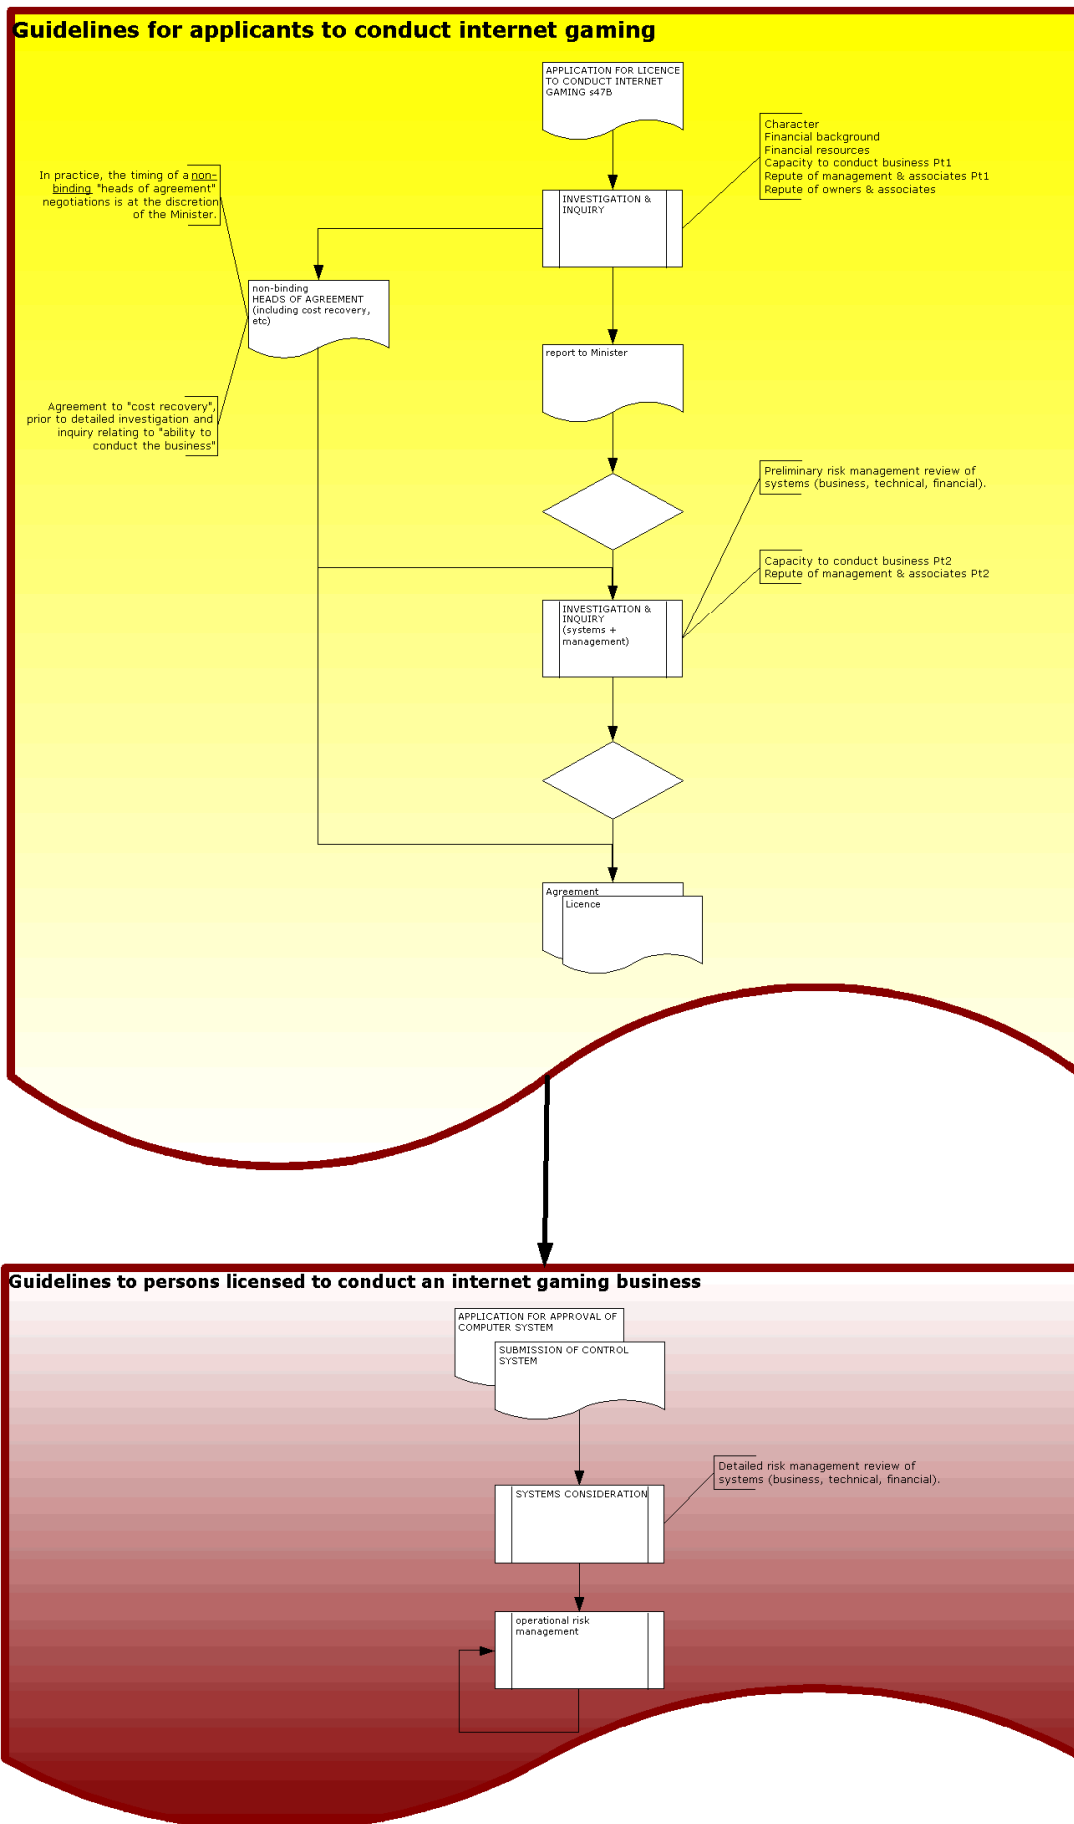 Guidelines for applicants to conduct internet gaming
APPLICATION FOR LICENCE
TO CONDUCT INTERNET
GAMING s47B
Character
Financial background
Financial resources
Capacity to conduct business Pt1
Repute of management & associates Pt1
Repute of owners & associates
In practice, the timing of a non-
binding "heads of agreement"
negotiations is at the discretion
of the Minister.
INVESTIGATION &
INQUIRY
non-binding
HEADS OF AGREEMENT
(including cost recovery,
etc)
report to Minister
Agreement to "cost recovery",
prior to detailed investigation and
inquiry relating to "ability to
conduct the business"
Preliminary risk management review of
systems (business, technical, financial).
Capacity to conduct business Pt2
Repute of management & associates Pt2
INVESTIGATION &
INQUIRY
(systems +
management)
Agreement
Licence
Guidelines to persons licensed to conduct an internet gaming business
APPLICATION FOR APPROVAL OF
COMPUTER SYSTEM
SUBMISSION OF CONTROL
SYSTEM
Detailed risk management review of
systems (business, technical, financial).
SYSTEMS CONSIDERATION
operational risk
management